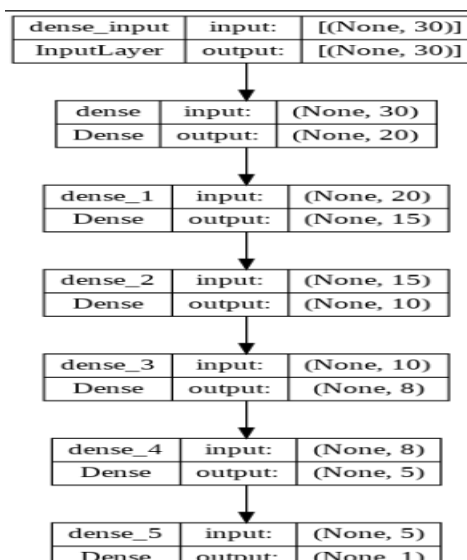 dense_input input: [(None, 30)]
InputLayer output: [(None, 30)]
dense input: (None, 30)
Dense output: (None, 20)
dense_1 input: (None, 20)
Dense output: (None, 15)
dense_2 input: (None, 15)
Dense output: (None, 10)
dense_3 input: (None, 10)
Dense output: (None, 8)
dense_4 input: (None, 8)
Dense output: (None, 5)
dense_5 input: (None, 5)
Dense output: (None, 1)